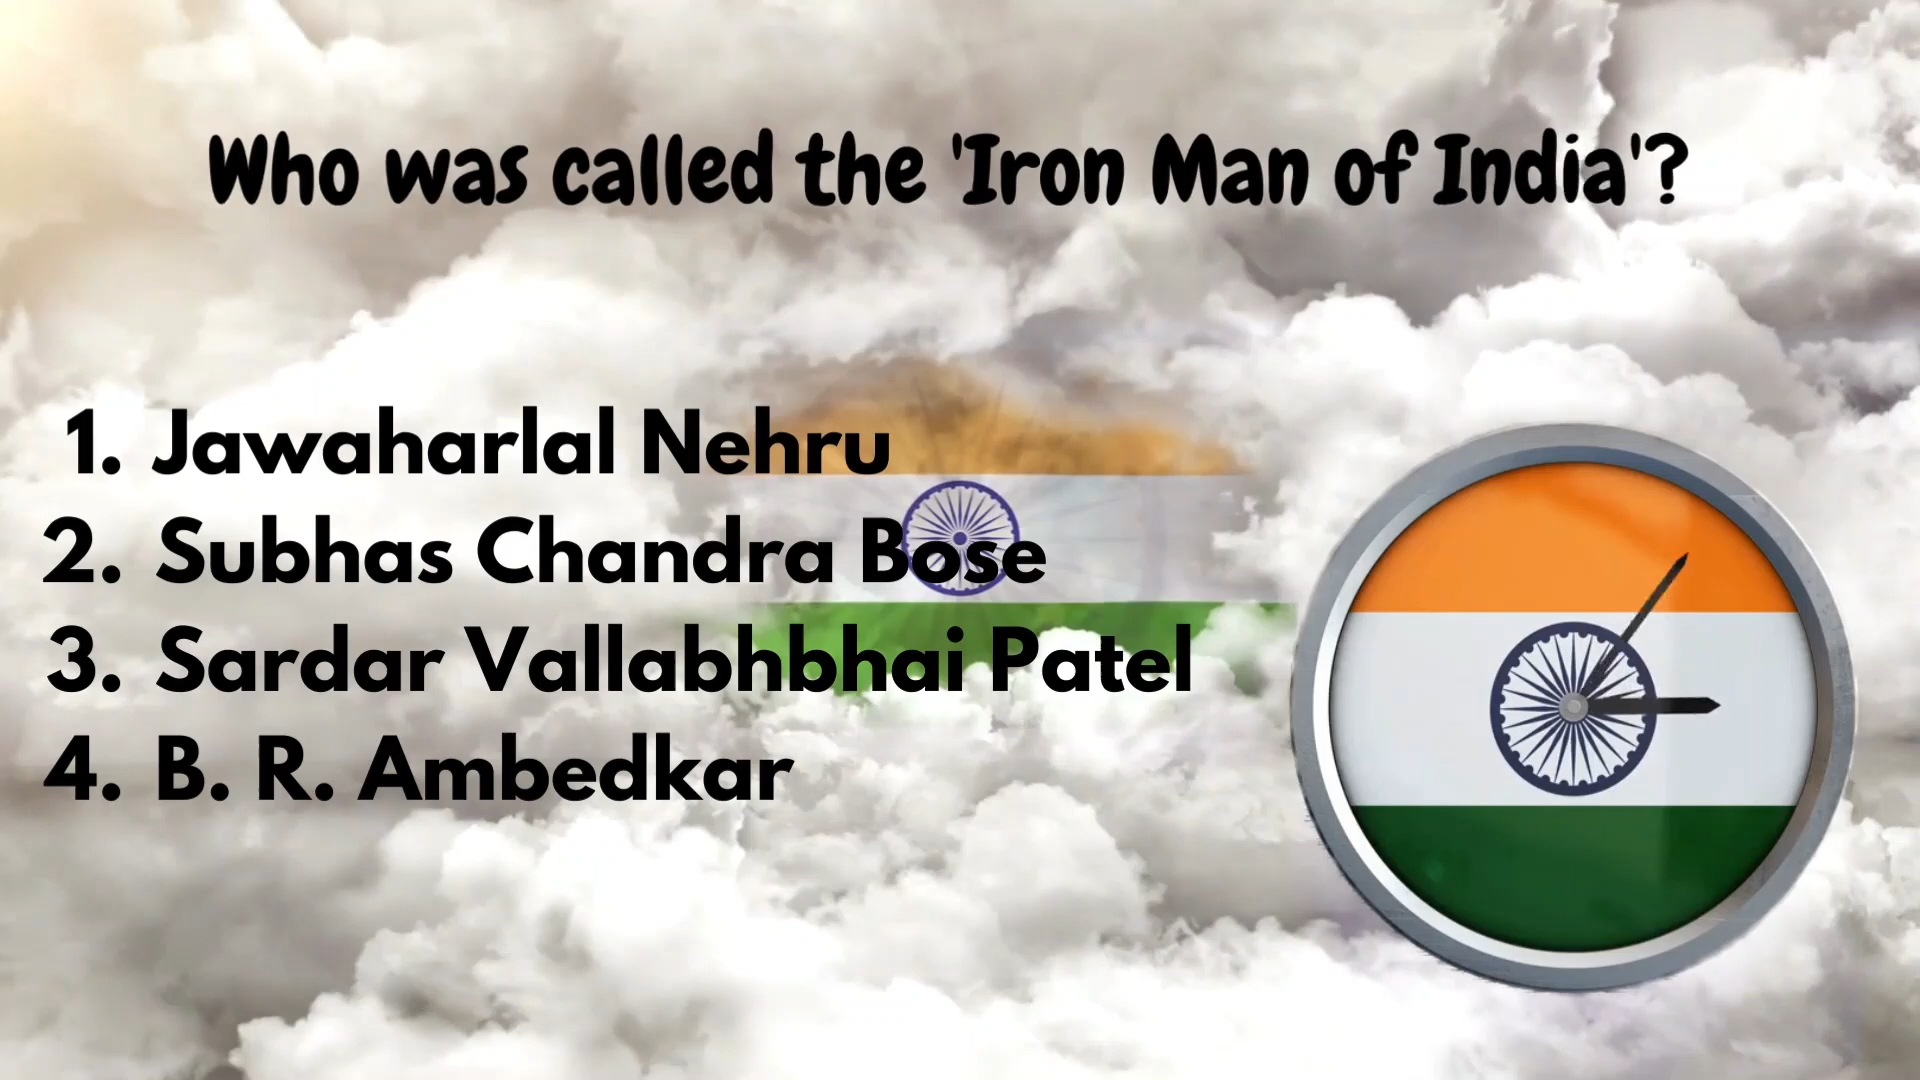 Who was called the 'Iron Man of India'?
1. Jawaharlal Nehru
2. Subhas Chandra Bose
3. Sardar Vallabhbhai Patel
4. B. R. Ambedkar